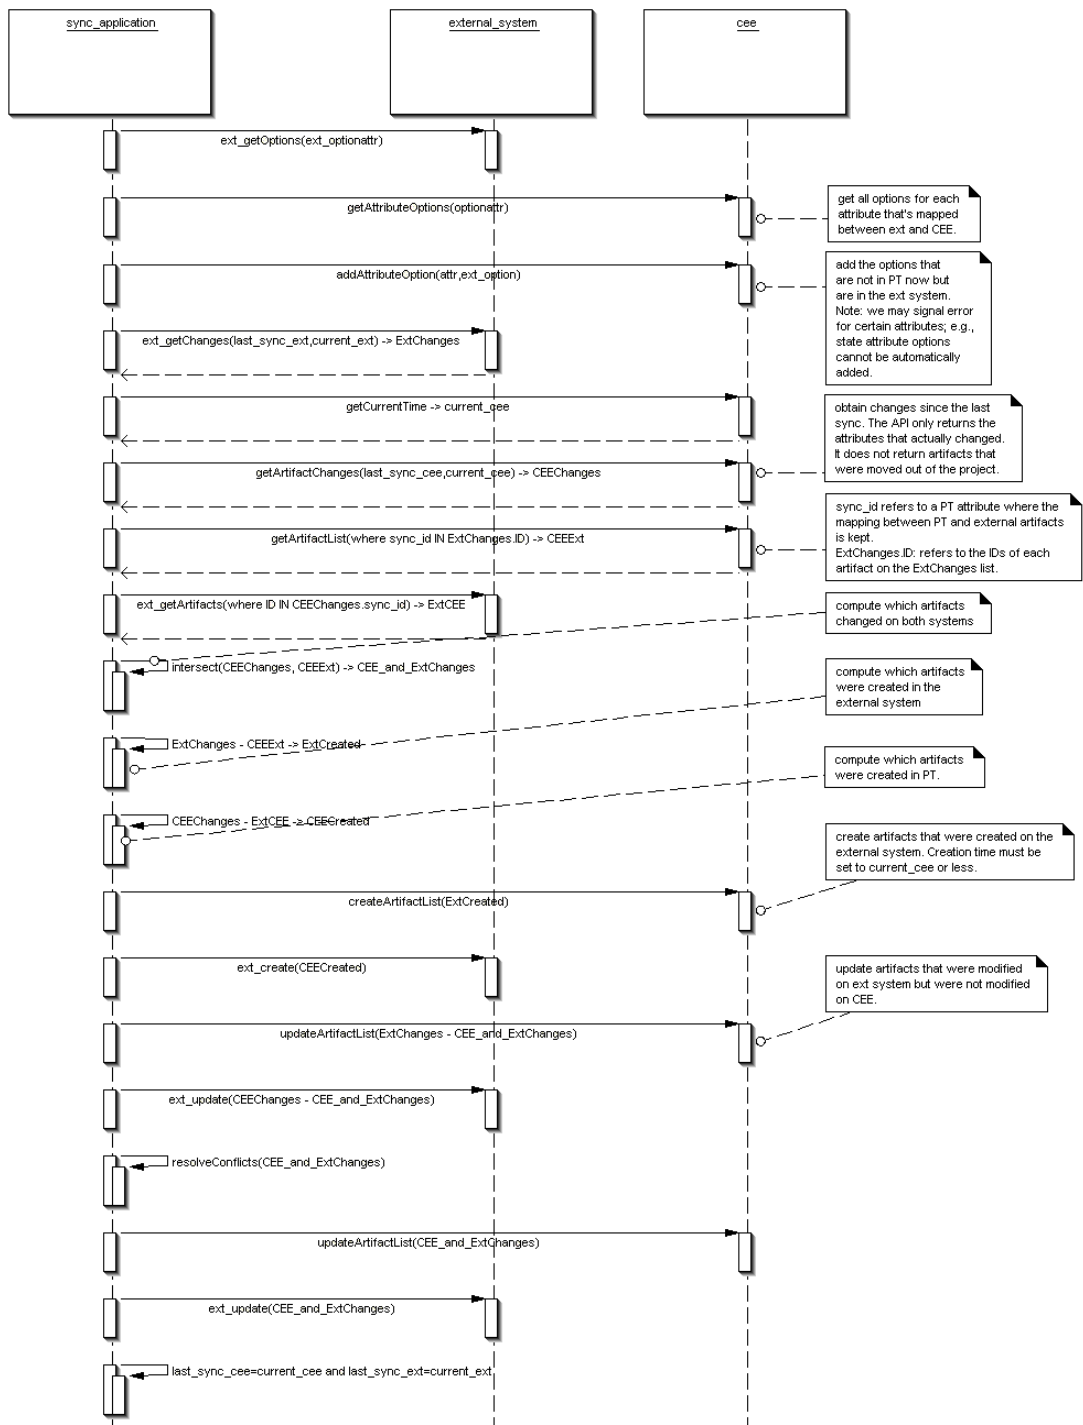 sync_application
external_system
cee
ext_getOptions(ext_optionattr)
getAttributeOptions(optionattr)
get all options for each
attribute that's mapped
between ext and CEE.
addAttributeOption(attr,ext_option)
add the options that
are not in PT now but
are in the ext system.
Note: we may signal error
for certain attributes; e.g.,
state attribute options
cannot be automatically
added.
ext_getChanges(last_sync_ext,current_ext) -> ExtChanges
getCurrentTime -> current_cee
obtain changes since the last
sync. The API only returns the
attributes that actually changed.
It does not return artifacts that
were moved out of the project.
getArtifactChanges(last_sync_cee,current_cee) -> CEEChanges
getArtifactList(where sync_id IN ExtChanges.ID) -> CEEExt
sync_id refers to a PT attribute where the
mapping between PT and external artifacts
is kept.
ExtChanges.ID: refers to the IDs of each
artifact on the ExtChanges list.
ext_getArtifacts(where ID IN CEEChanges.sync_id) -> ExtCEE
compute which artifacts
changed on both systems
intersect(CEEChanges, CEEExt) -> CEE_and_ExtChanges
compute which artifacts
were created in the
external system
ExtChanges - CEEExt -> ExtCreated
compute which artifacts
were created in PT.
CEEChanges - ExtCEE -> CEECreated
create artifacts that were created on the
external system. Creation time must be
set to current_cee or less.
createArtifactList(ExtCreated)
ext_create(CEECreated)
update artifacts that were modified
on ext system but were not modified
on CEE.
updateArtifactList(ExtChanges - CEE_and_ExtChanges)
ext_update(CEEChanges - CEE_and_ExtChanges)
resolveConflicts(CEE_and_ExtChanges)
updateArtifactList(CEE_and_ExtChanges)
ext_update(CEE_and_ExtChanges)
last_sync_cee=current_cee and last_sync_ext=current_ext